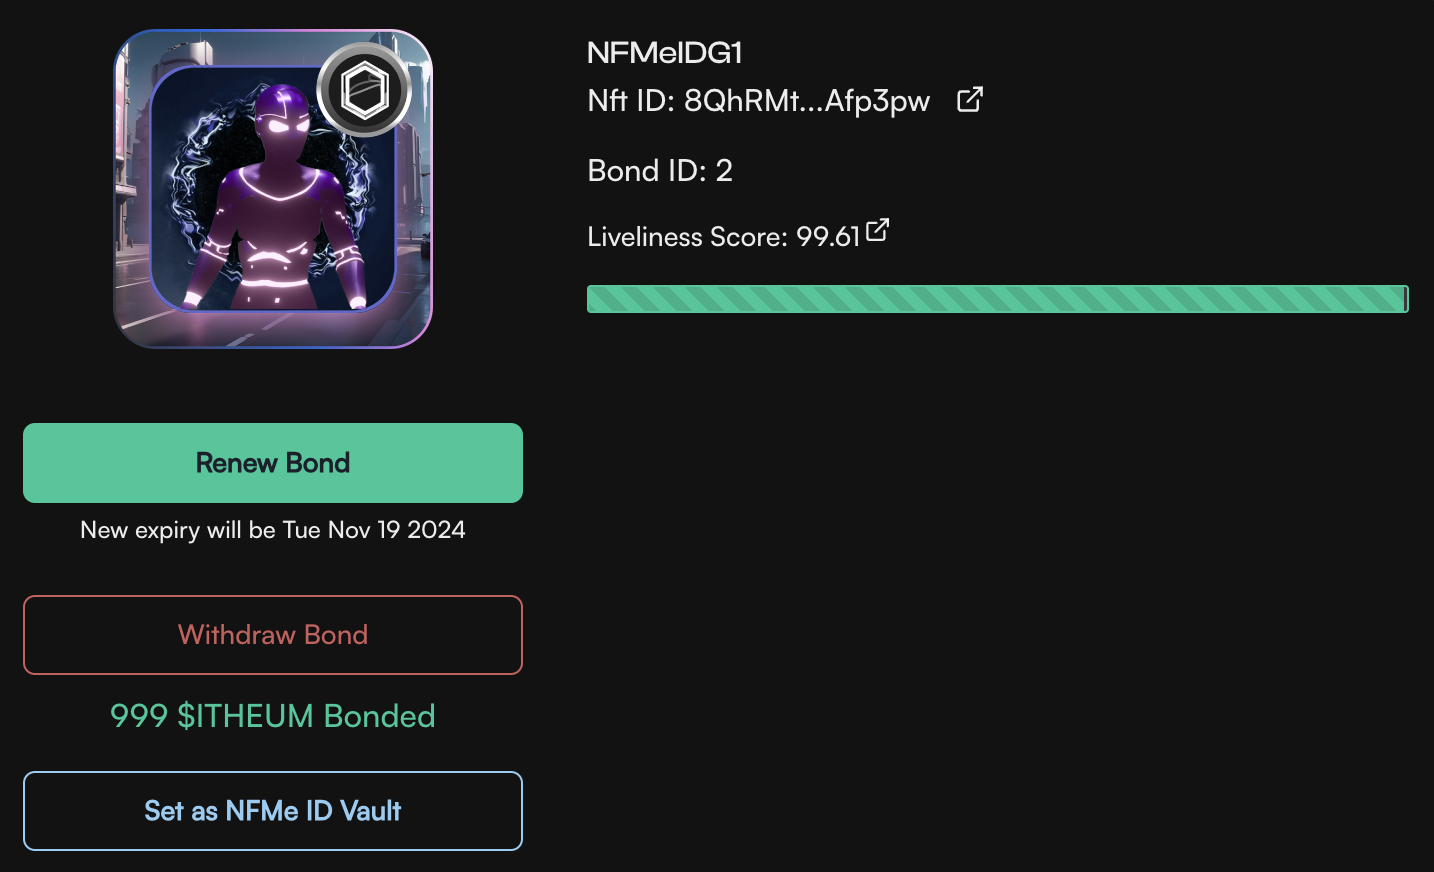 NFMeIDG1
Nft ID: 8QhRMt...Afp3pw
Bond ID: 2
Liveliness Score: 99.61
Renew Bond
New expiry will be Tue Nov 19 2024
Withdraw Bond
999 $ITHEUM Bonded
Set as NFMe ID Vault